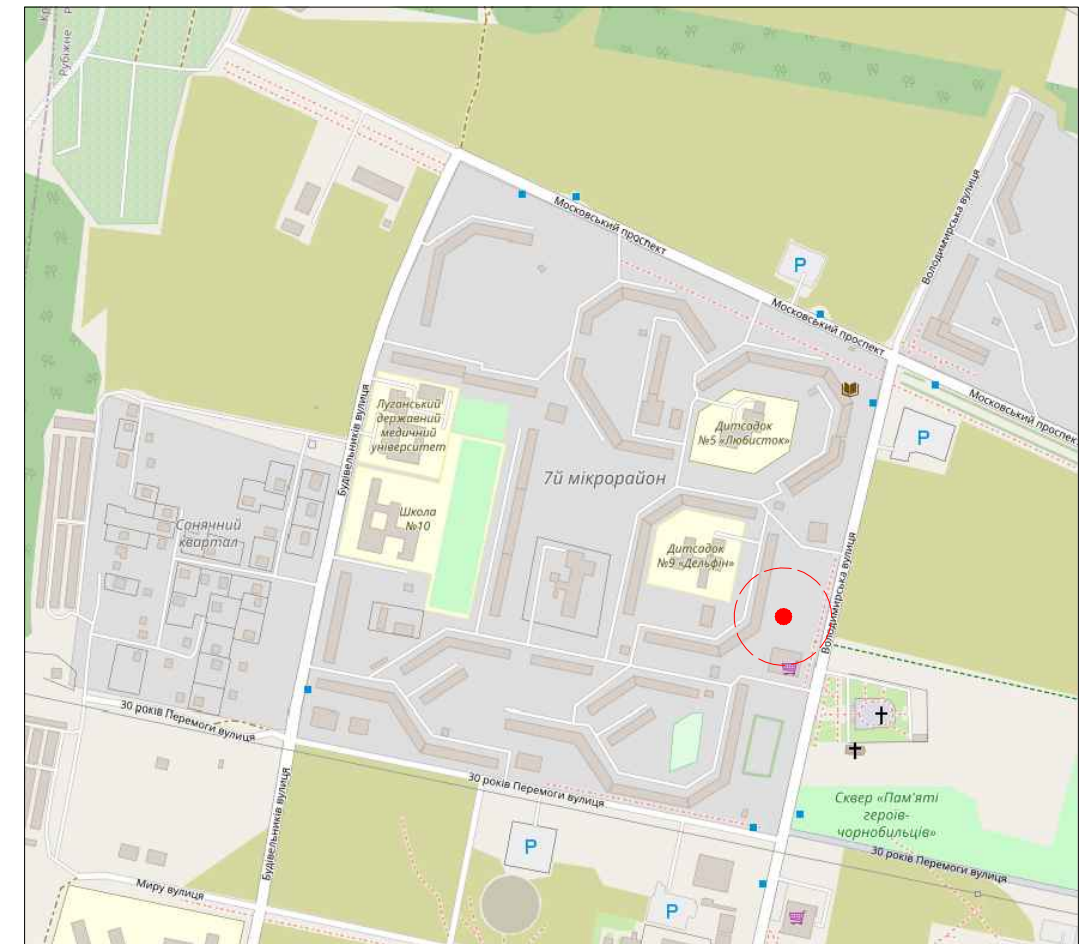 Рубіжне
Московський проспект
Володимирська вулиця
P
Московський проспект
Московський проспек
Луганський
державний
медичний
університет
Дитсадок
№5 «Любисток»
P
Будівельників вулиця
7й мікрорайон
Школа
№10
Сонячний
квартал
Дитсадок
№9 «Дельфін»
Володимирська вулиця
30 років Перемоги вулиця
30 років Перемоги вулиця
Сквер «Пам'яті
героїв-
чорнобильців»
Будівельників вулиця
P
30 років Перемоги вулиця
Миру вулиця
P